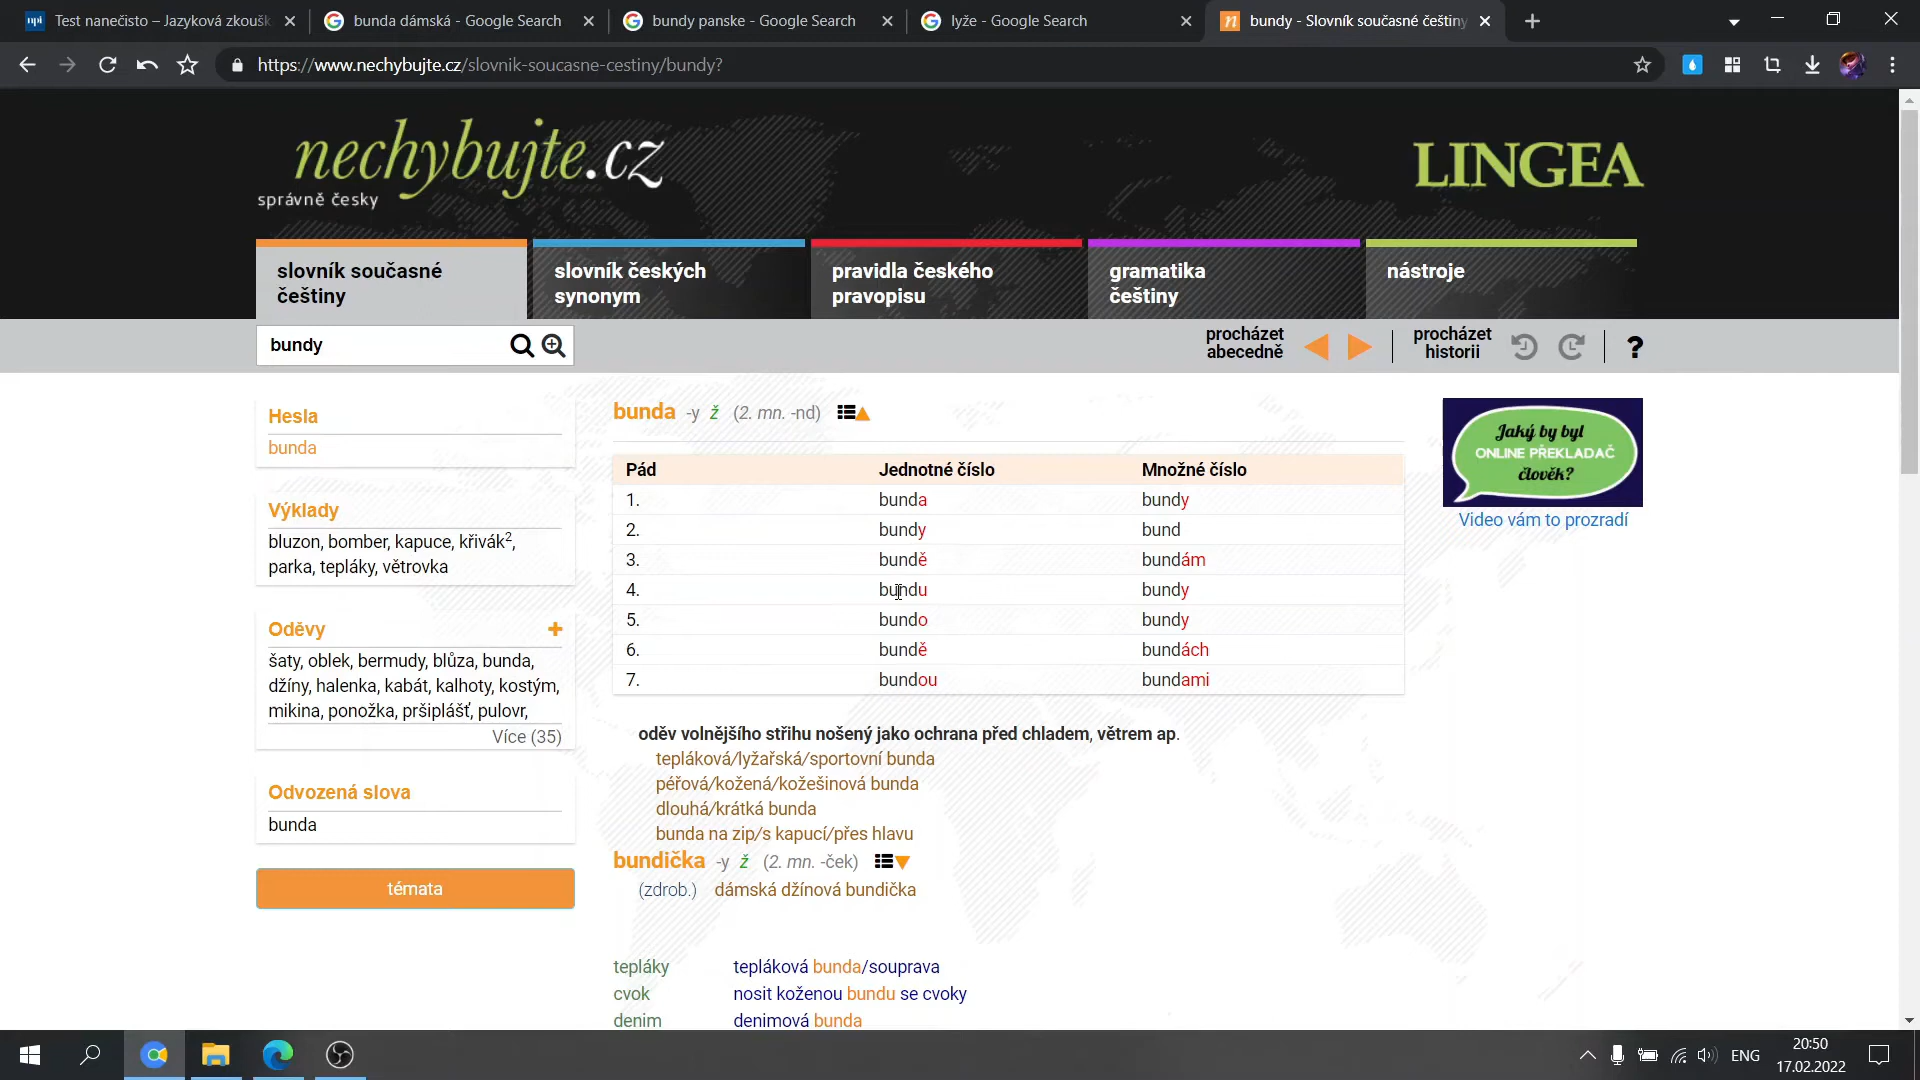 Test nanečisto – Jazyková zkoušk
bunda dámská - Google Search
bundy panske - Google Search
lyže - Google Search
bundy - Slovník současné češtiny
https://www.nechybujte.cz/slovnik-soucasne-cestiny/bundy?
nechybujte.cz
správně česky
LINGEA
slovník současné
češtiny
slovník českých
synonym
pravidla českého
pravopisu
gramatika
češtiny
nástroje
bundy
procházet
abecedně
procházet
historii
?
Hesla
bunda
Výklady
bluzon, bomber, kapuce, křivák2,
parka, tepláky, větrovka
Oděvy
šaty, oblek, bermudy, blůza, bunda,
džíny, halenka, kabát, kalhoty, kostým,
mikina, ponožka, pršiplášť, pulovr,
Více (35)
Odvozená slova
bunda
témata
bunda -y ž (2. mn. -nd)
Pád Jednotné číslo Množné číslo
1. bunda bundy
2. bundy bund
3. bundě bundám
4. bundu bundy
5. bundo bundy
6. bundě bundách
7. bundou bundami
oděv volnějšího střihu nošený jako ochrana před chladem, větrem ap.
tepláková/lyžařská/sportovní bunda
péřová/kožená/kožešinová bunda
dlouhá/krátká bunda
bunda na zip/s kapucí/přes hlavu
bundička -y ž (2. mn. -ček)
(zdrob.) dámská džínová bundička
tepláky tepláková bunda/souprava
cvok nosit koženou bundu se cvoky
denim denimová bunda
Jaký by byl
ONLINE PŘEKLADAČ
člověk?
Video vám to prozradí
ENG
20:50
17.02.2022